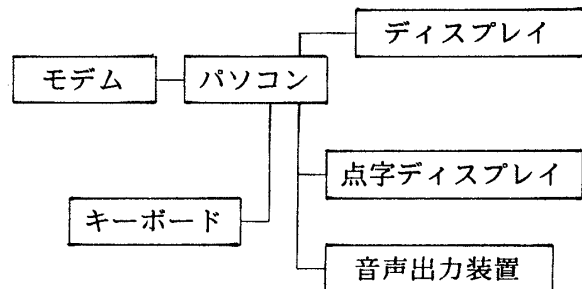 ディスプレイ
モデム
パソコン
点字ディスプレイ
キーボード
音声出力装置